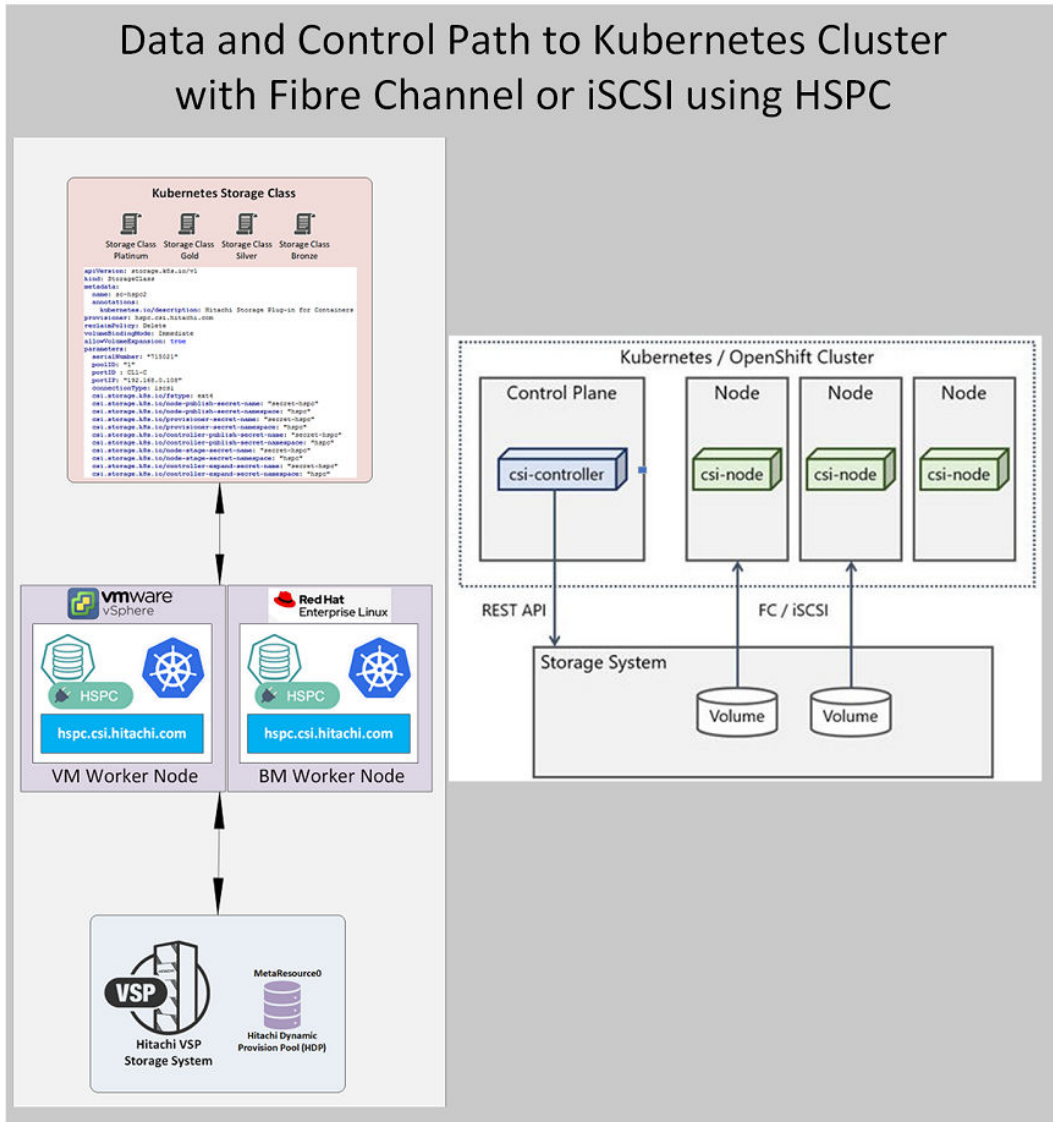 Data and Control Path to Kubernetes Cluster
with Fibre Channel or iSCSI using HSPC
Kubernetes Storage Class
Storage Class
Platinum
Storage Class
Gold
Storage Class
Silver
Storage Class
Bronze
apiVersion: storage.k8s.io/v1
kind: StorageClass
metadata:
name: sc-hspc2
annotations:
kubernetes.io/description: Hitachi Storage Plug-in for Containers
provisioner: hspc.csi.hitachi.com
reclaimPolicy: Delete
volumeBindingMode: Immediate
allowVolumeExpansion: true
parameters:
serialNumber: "715021"
poolID: "1"
portID : CL1-C
portIP: "192.168.0.108"
connectionType: iscsi
csi.storage.k8s.io/fstype: ext4
csi.storage.k8s.io/node-publish-secret-name: "secret-hspc"
csi.storage.k8s.io/node-publish-secret-namespace: "hspc"
csi.storage.k8s.io/provisioner-secret-name: "secret-hspc"
csi.storage.k8s.io/provisioner-secret-namespace: "hspc"
csi.storage.k8s.io/controller-publish-secret-name: "secret-hspc"
csi.storage.k8s.io/controller-publish-secret-namespace: "hspc"
csi.storage.k8s.io/node-stage-secret-name: "secret-hspc"
csi.storage.k8s.io/node-stage-secret-namespace: "hspc"
csi.storage.k8s.io/controller-expand-secret-name: "secret-hspc"
csi.storage.k8s.io/controller-expand-secret-namespace: "hspc"
vmware
vSphere
HSPC
hspc.csi.hitachi.com
VM Worker Node
Red Hat
Enterprise Linux
HSPC
hspc.csi.hitachi.com
BM Worker Node
VSP
Hitachi VSP
Storage System
MetaResource0
Hitachi Dynamic
Provision Pool (HDP)
Kubernetes / OpenShift Cluster
Control Plane
csi-controller
Node
csi-node
Node
csi-node
Node
csi-node
REST API
FC / iSCSI
Storage System
Volume
Volume